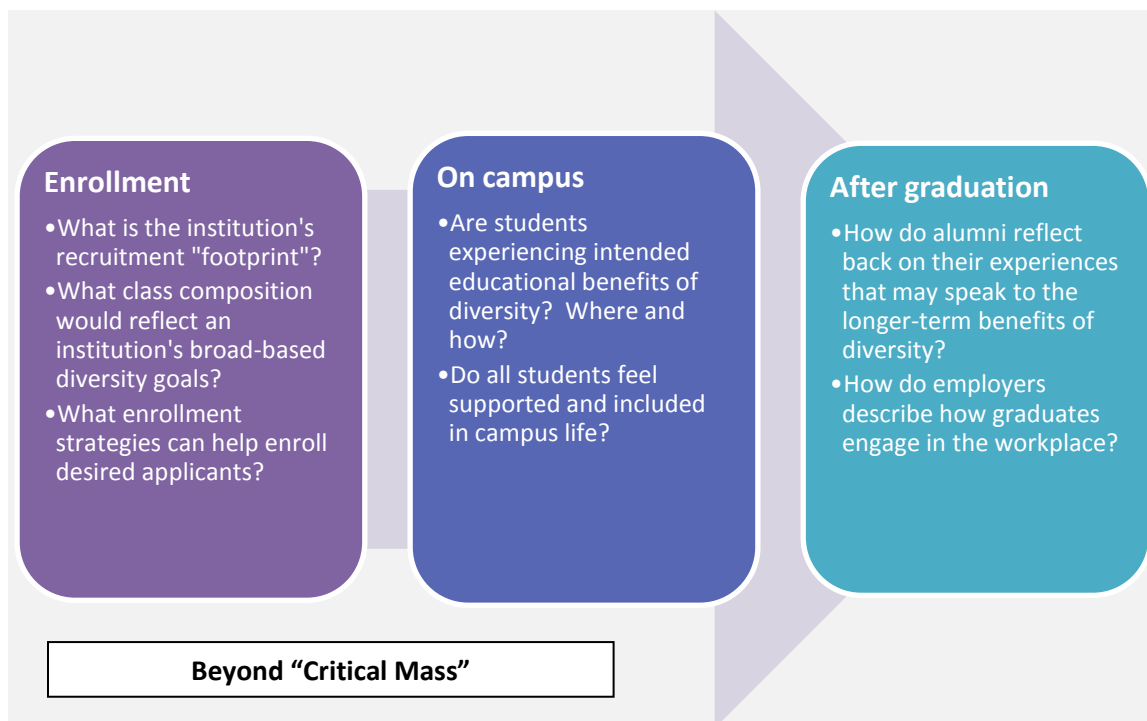 Enrollment
•What is the institution's
recruitment "footprint"?
•What class composition
would reflect an
institution's broad-based
diversity goals?
•What enrollment
strategies can help enroll
desired applicants?
On campus
•Are students
experiencing intended
educational benefits of
diversity?  Where and
how?
•Do all students feel
supported and included
in campus life?
After graduation
•How do alumni reflect
back on their experiences
that may speak to the
longer-term benefits of
diversity?
•How do employers
describe how graduates
engage in the workplace?
Beyond “Critical Mass”